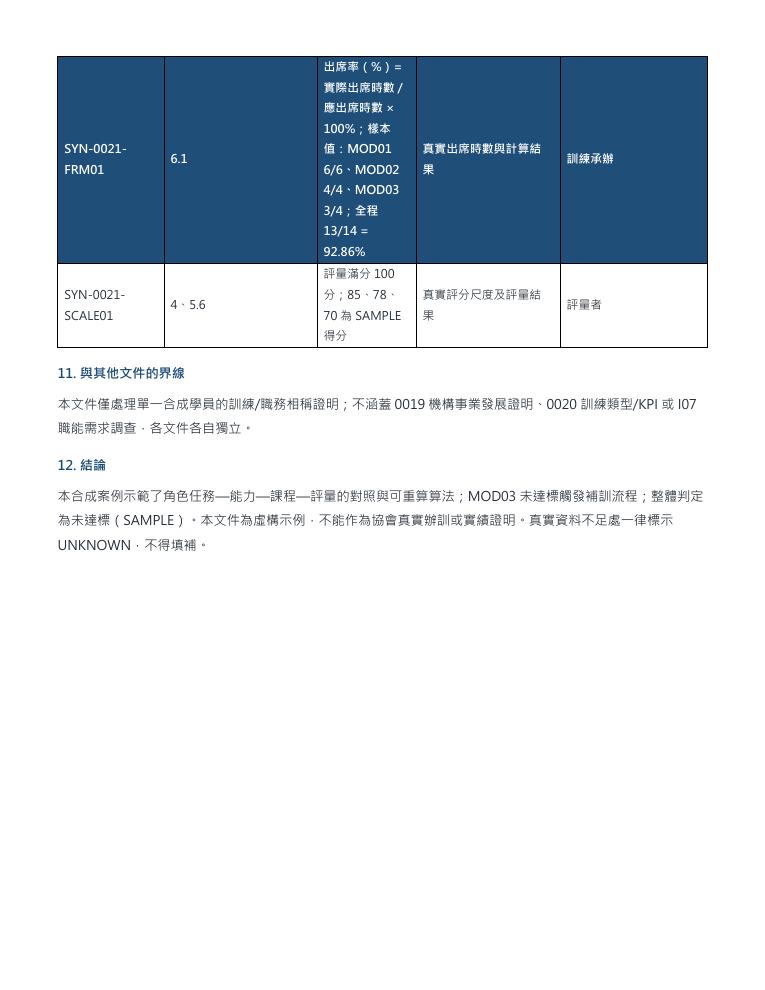 SYN-0021-
FRM01
6.1
出席率（%）=
實際出席時數 /
應出席時數 ×
100%；樣本
值：MOD01
6/6、MOD02
4/4、MOD03
3/4；全程
13/14 =
92.86%
真實出席時數與計算結
果
訓練承辦
SYN-0021-
SCALE01
4、5.6
評量滿分 100
分；85、78、
70 為 SAMPLE
得分
真實評分尺度及評量結
果
評量者
11. 與其他文件的界線
本文件僅處理單一合成學員的訓練/職務相稱證明；不涵蓋 0019 機構事業發展證明、0020 訓練類型/KPI 或 I07
職能需求調查，各文件各自獨立。
12. 結論
本合成案例示範了角色任務—能力—課程—評量的對照與可重算算法；MOD03 未達標觸發補訓流程；整體判定
為未達標（SAMPLE）。本文件為虛構示例，不能作為協會真實辦訓或實績證明。真實資料不足處一律標示
UNKNOWN，不得填補。